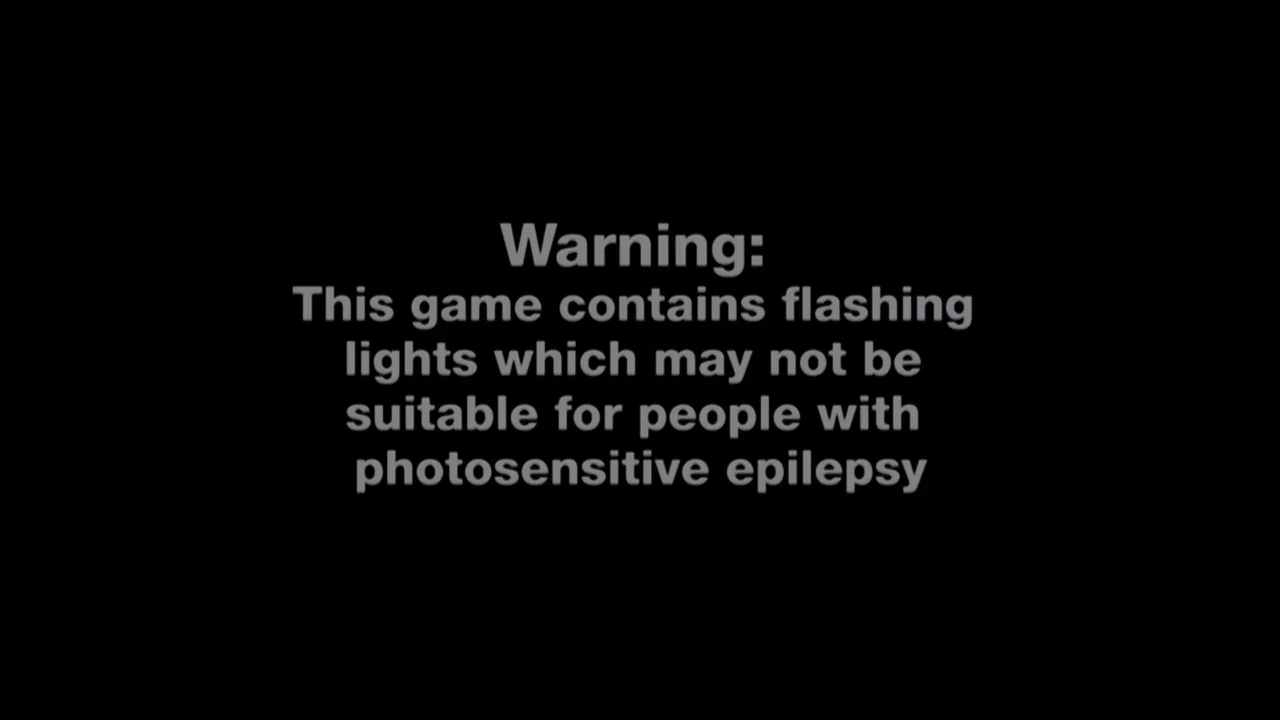 Warning:
This game contains flashing
lights which may not be
suitable for people with
photosensitive epilepsy